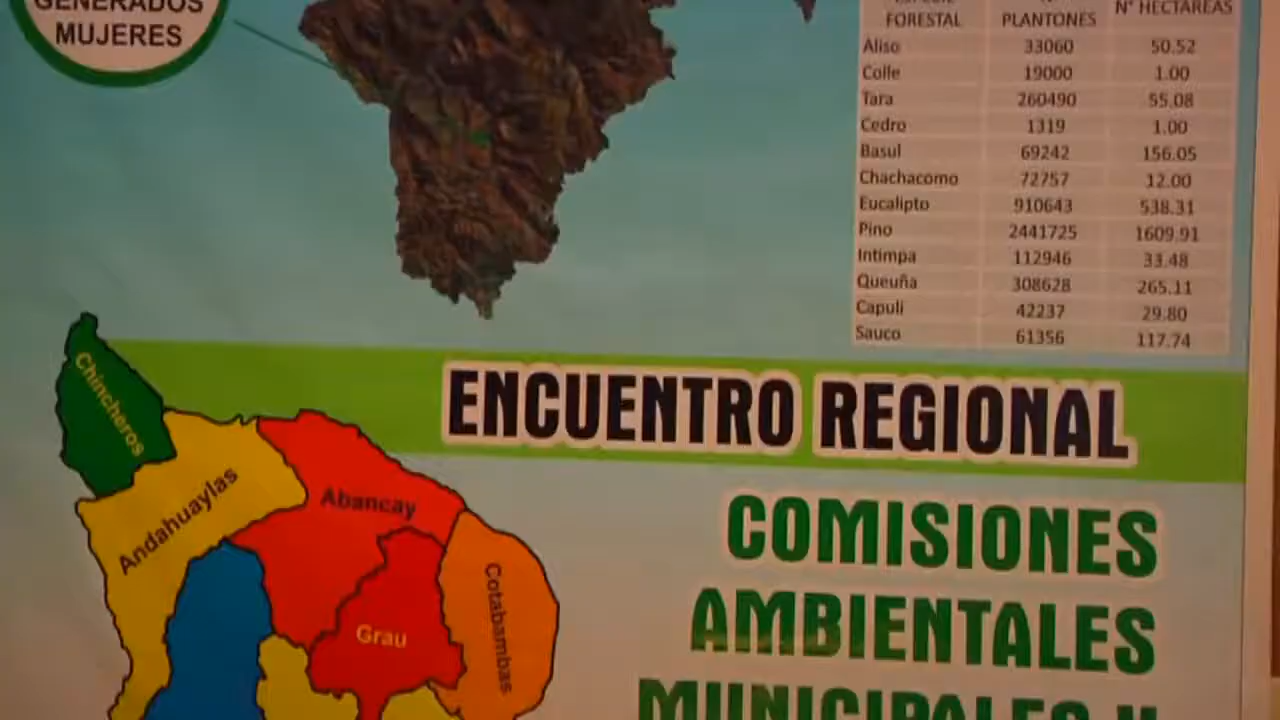 GENERADOS
MUJERES
FORESTAL PLANTONES N° HECTAREAS
Aliso 33060 50.52
Colle 19000 1.00
Tara 260490 55.08
Cedro 1319 1.00
Basul 69242 156.05
Chachacomo 72757 12.00
Eucalipto 910643 538.31
Pino 2441725 1609.91
Intimpa 112946 33.48
Queuña 308628 265.11
Capuli 42237 29.80
Sauco 61356 117.74
Chincheros
ENCUENTRO REGIONAL
Andahuaylas
Abancay
Grau
Cotabambas
COMISIONES
AMBIENTALES
MUNICIPALES Y